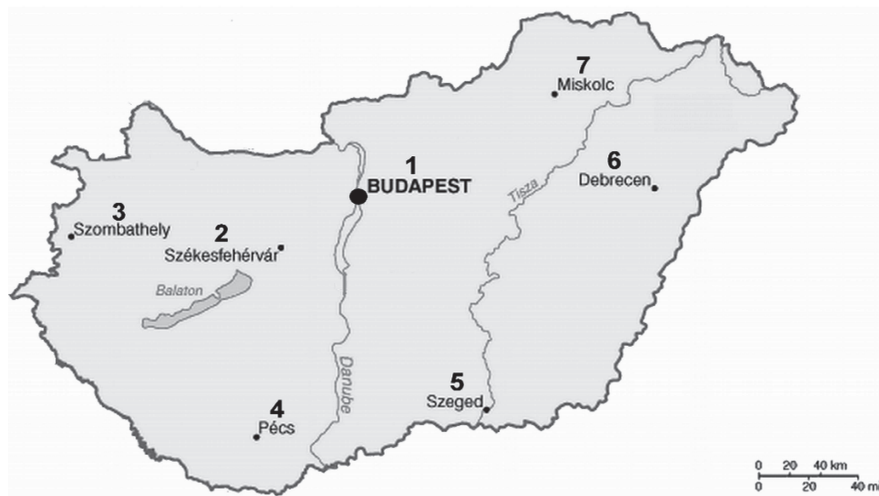 7
Miskolc
1
BUDAPEST
6
Debrecen
Tisza
3
Szombathely
2
Székesfehérvár
Balaton
Danube
5
Szeged
4
Pécs
0 20 40 km
0 20 40 m